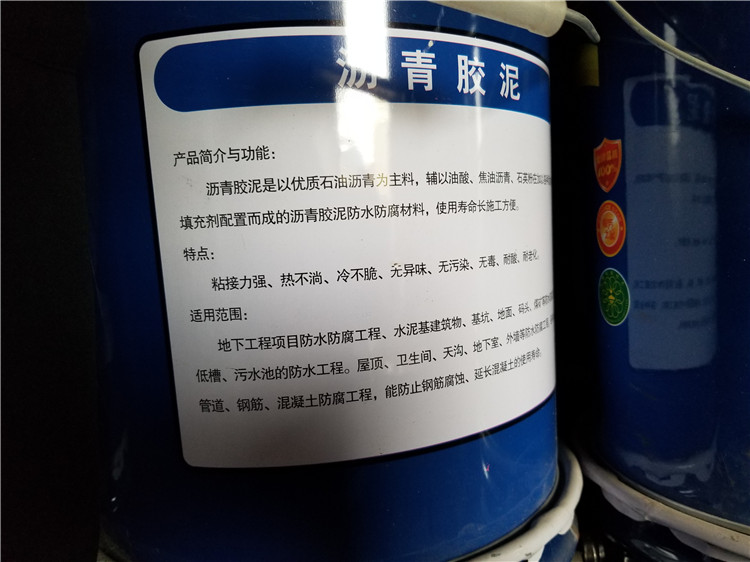 沥青胶泥
产品简介与功能：
沥青胶泥是以优质石油沥青为主料，辅以油酸、焦油沥青、石英粉在加
填充剂配置而成的沥青胶泥防水防腐材料，使用寿命长施工方便。
特点：
粘接力强、热不淌、冷不脆、无异味、无污染、无毒、耐酸、耐老化。
适用范围：
地下工程项目防水防腐工程、水泥基建筑物、基坑、地面、码头、煤矿
低槽、污水池的防水工程。屋顶、卫生间、天沟、地下室、外墙等防水防腐工程
管道、钢筋、混凝土防腐工程，能防止钢筋腐蚀、延长混凝土的使用寿命。